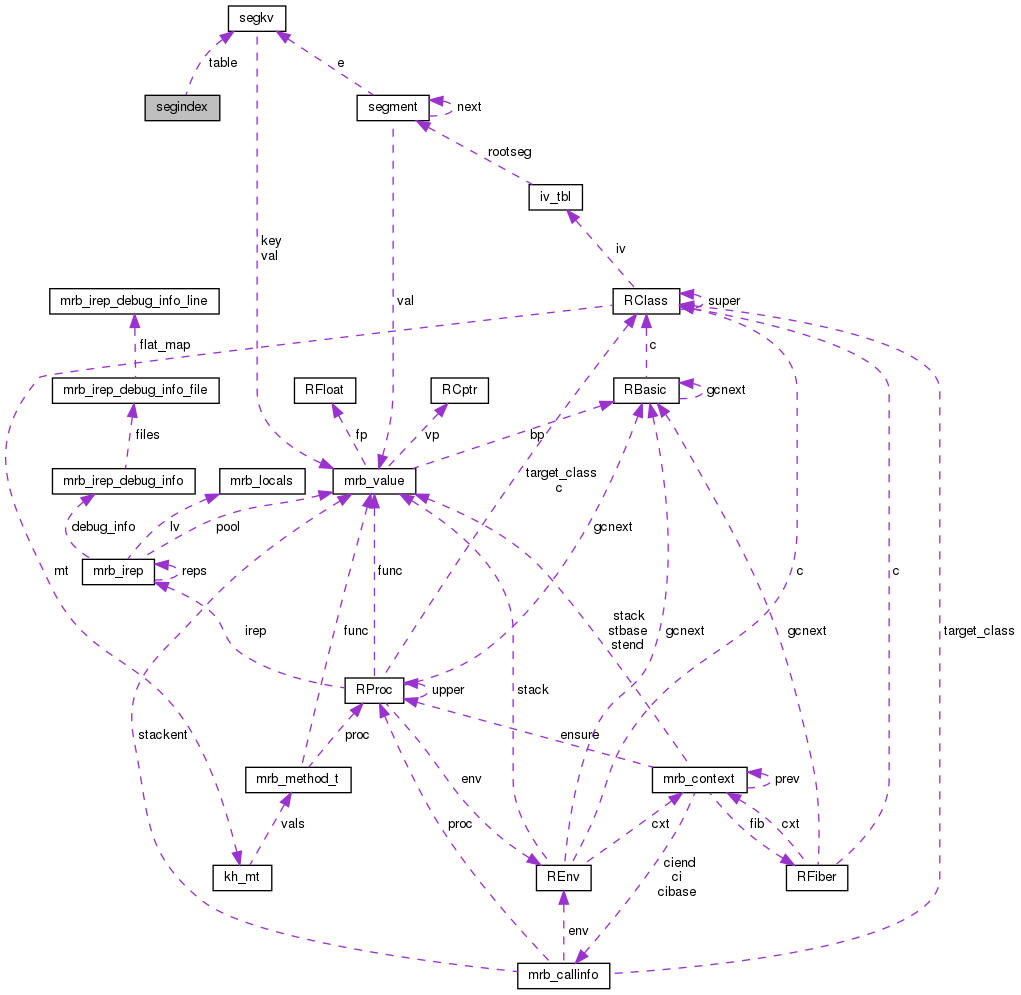 segkv
table
e
segindex
segment
next
rootseg
iv_tbl
key
val
iv
val
mrb_irep_debug_info_line
RClass
super
flat_map
c
mrb_irep_debug_info_file
RFloat
RCptr
RBasic
gcnext
files
fp
vp
bp
mrb_irep_debug_info
mrb_locals
mrb_value
target_class
c
debug_info
lv
pool
gcnext
mt
mrb_irep
reps
func
c
c
irep
func
stack
stbase
stend
gcnext
gcnext
target_class
RProc
upper
stack
stackent
proc
ensure
mrb_method_t
env
mrb_context
prev
vals
proc
cxt
fib
cxt
kh_mt
REnv
ciend
ci
cibase
RFiber
env
mrb_callinfo